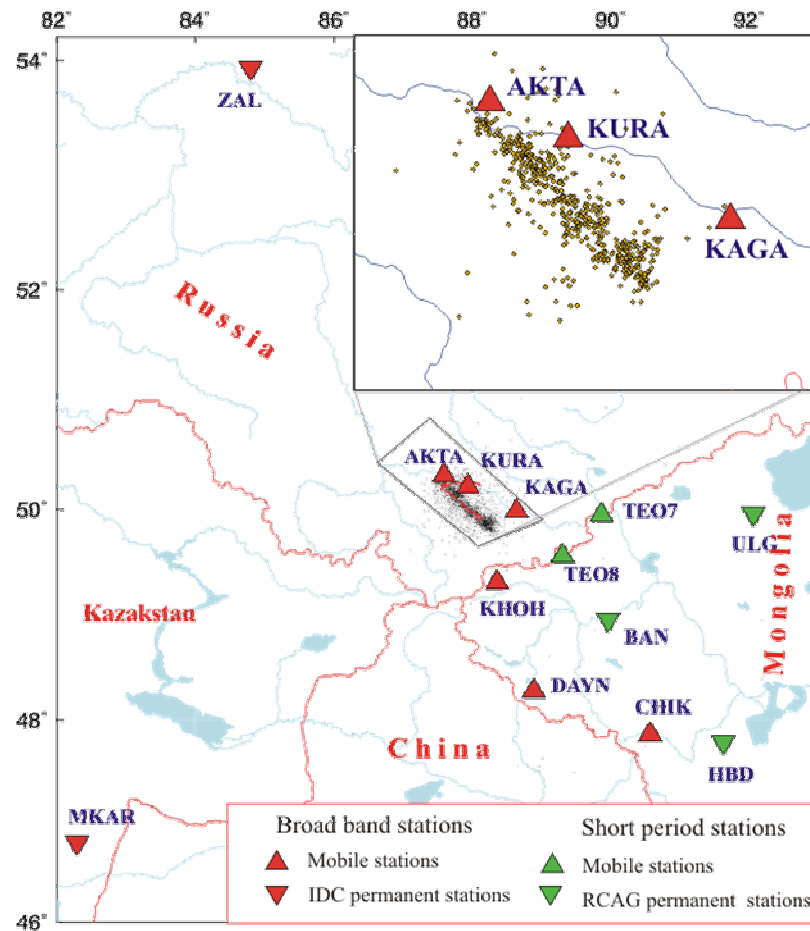 82°
84°
86°
88°
90°
92°
54°
52°
50°
48°
46°
ZAL
AKTA
KURA
KAGA
Russia
AKTA
KURA
KAGA
TEO7
ULG
TEO8
KHOH
Mongolia
Kazakstan
BAN
DAYN
CHIK
China
HBD
MKAR
Broad band stations
Mobile stations
IDC permanent stations
Short period stations
Mobile stations
RCAG permanent stations